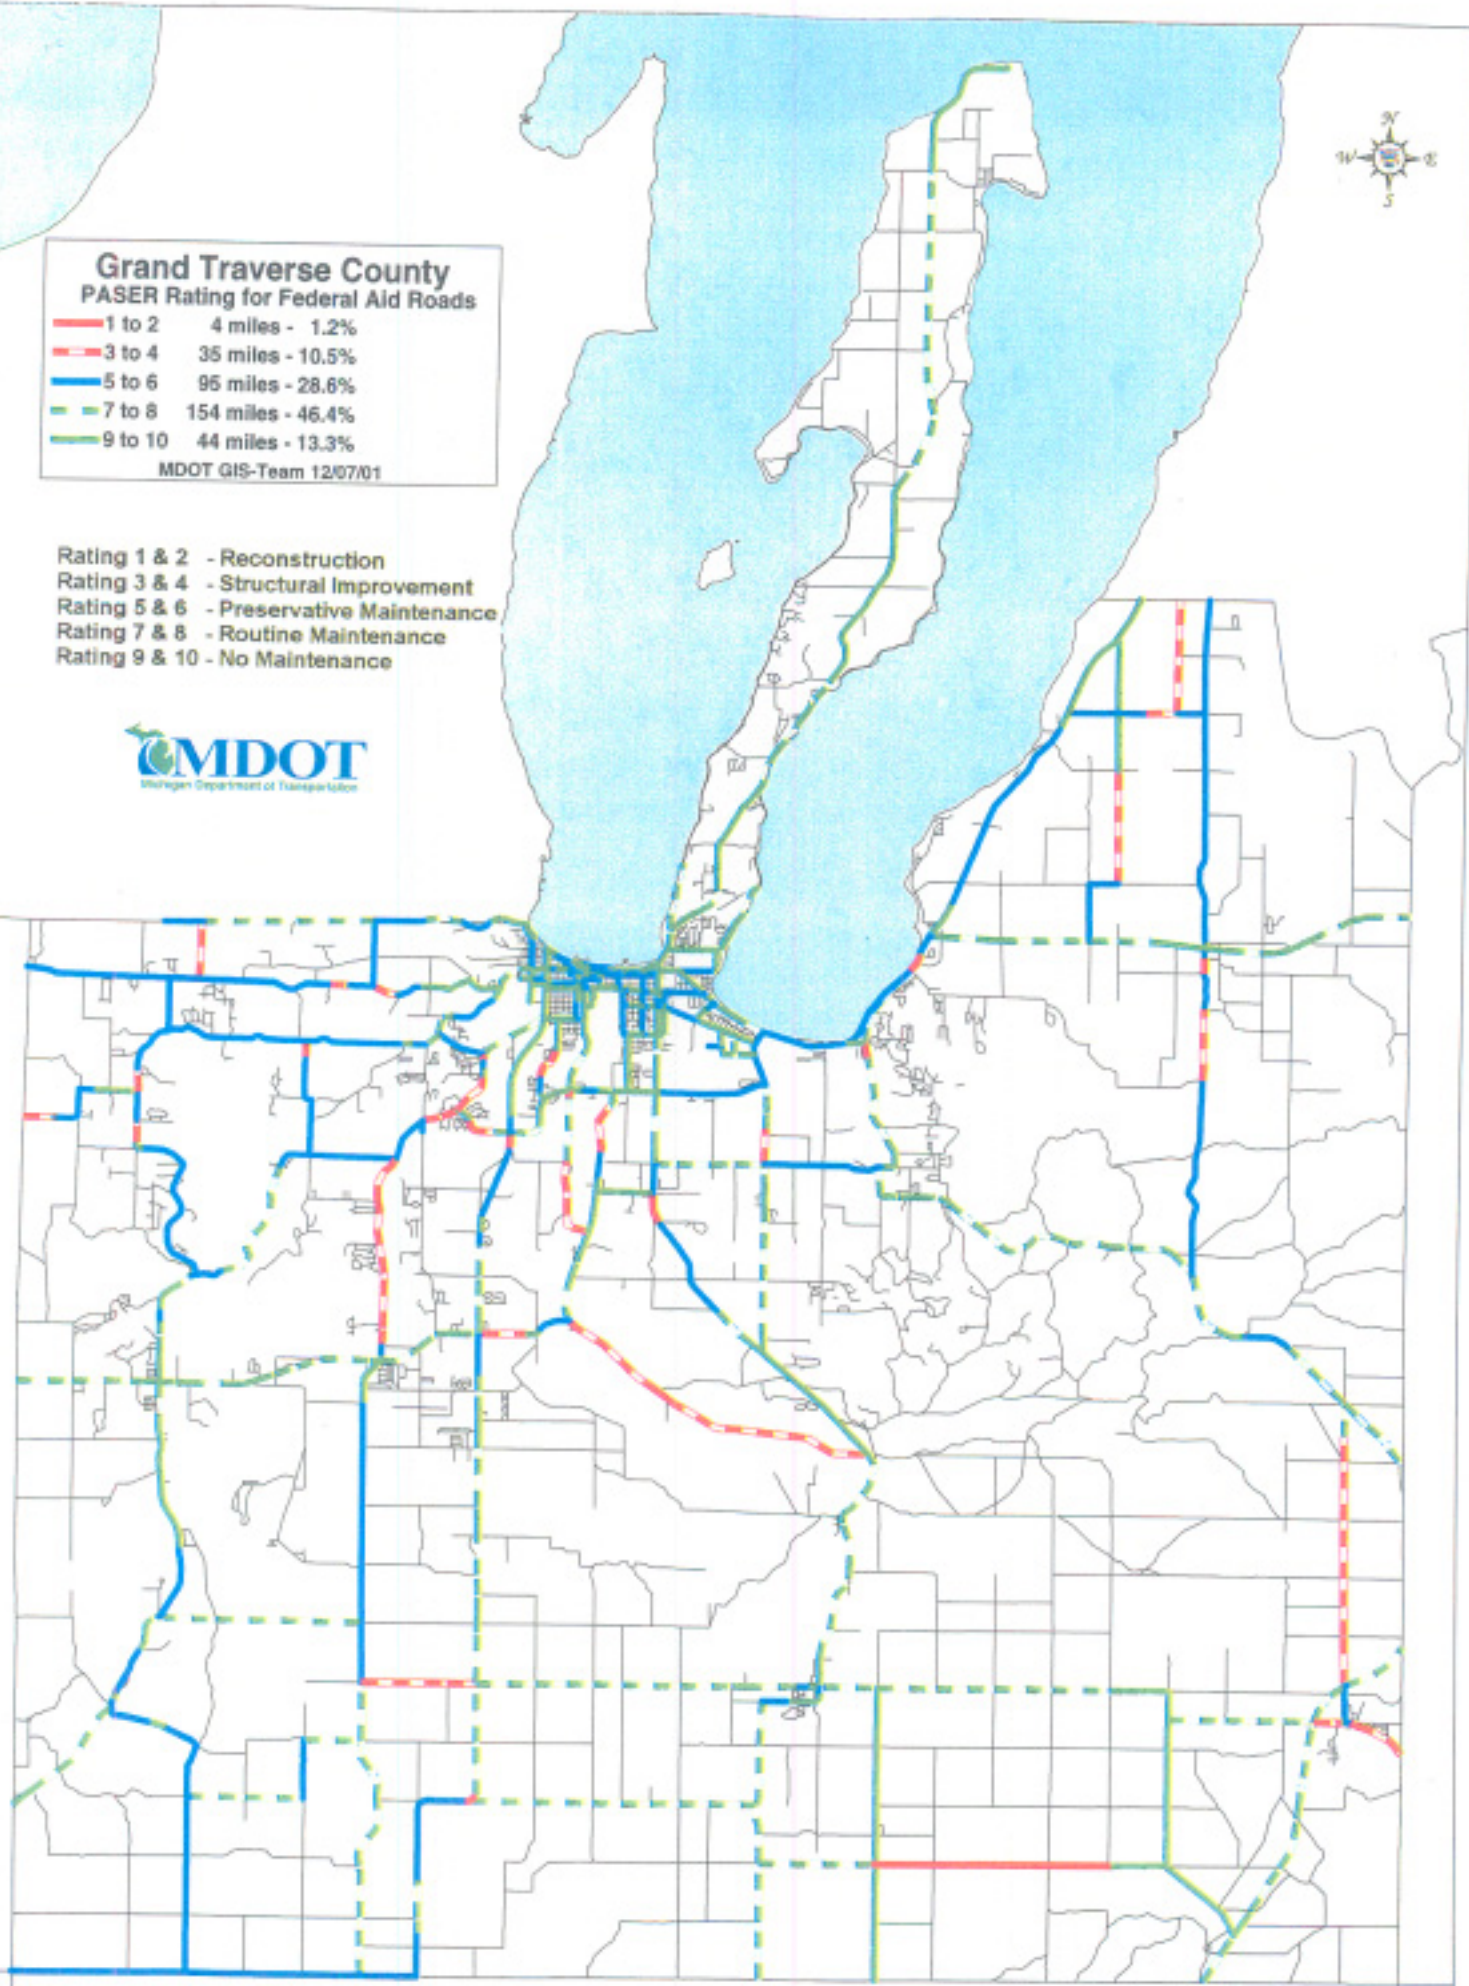 N
W E
S
Grand Traverse County
PASER Rating for Federal Aid Roads
1 to 2 4 miles - 1.2%
3 to 4 35 miles - 10.5%
5 to 6 95 miles - 28.6%
7 to 8 154 miles - 46.4%
9 to 10 44 miles - 13.3%
MDOT GIS-Team 12/07/01
Rating 1 & 2 - Reconstruction
Rating 3 & 4 - Structural Improvement
Rating 5 & 6 - Preservative Maintenance
Rating 7 & 8 - Routine Maintenance
Rating 9 & 10 - No Maintenance
MDOT
Michigan Department of Transportation